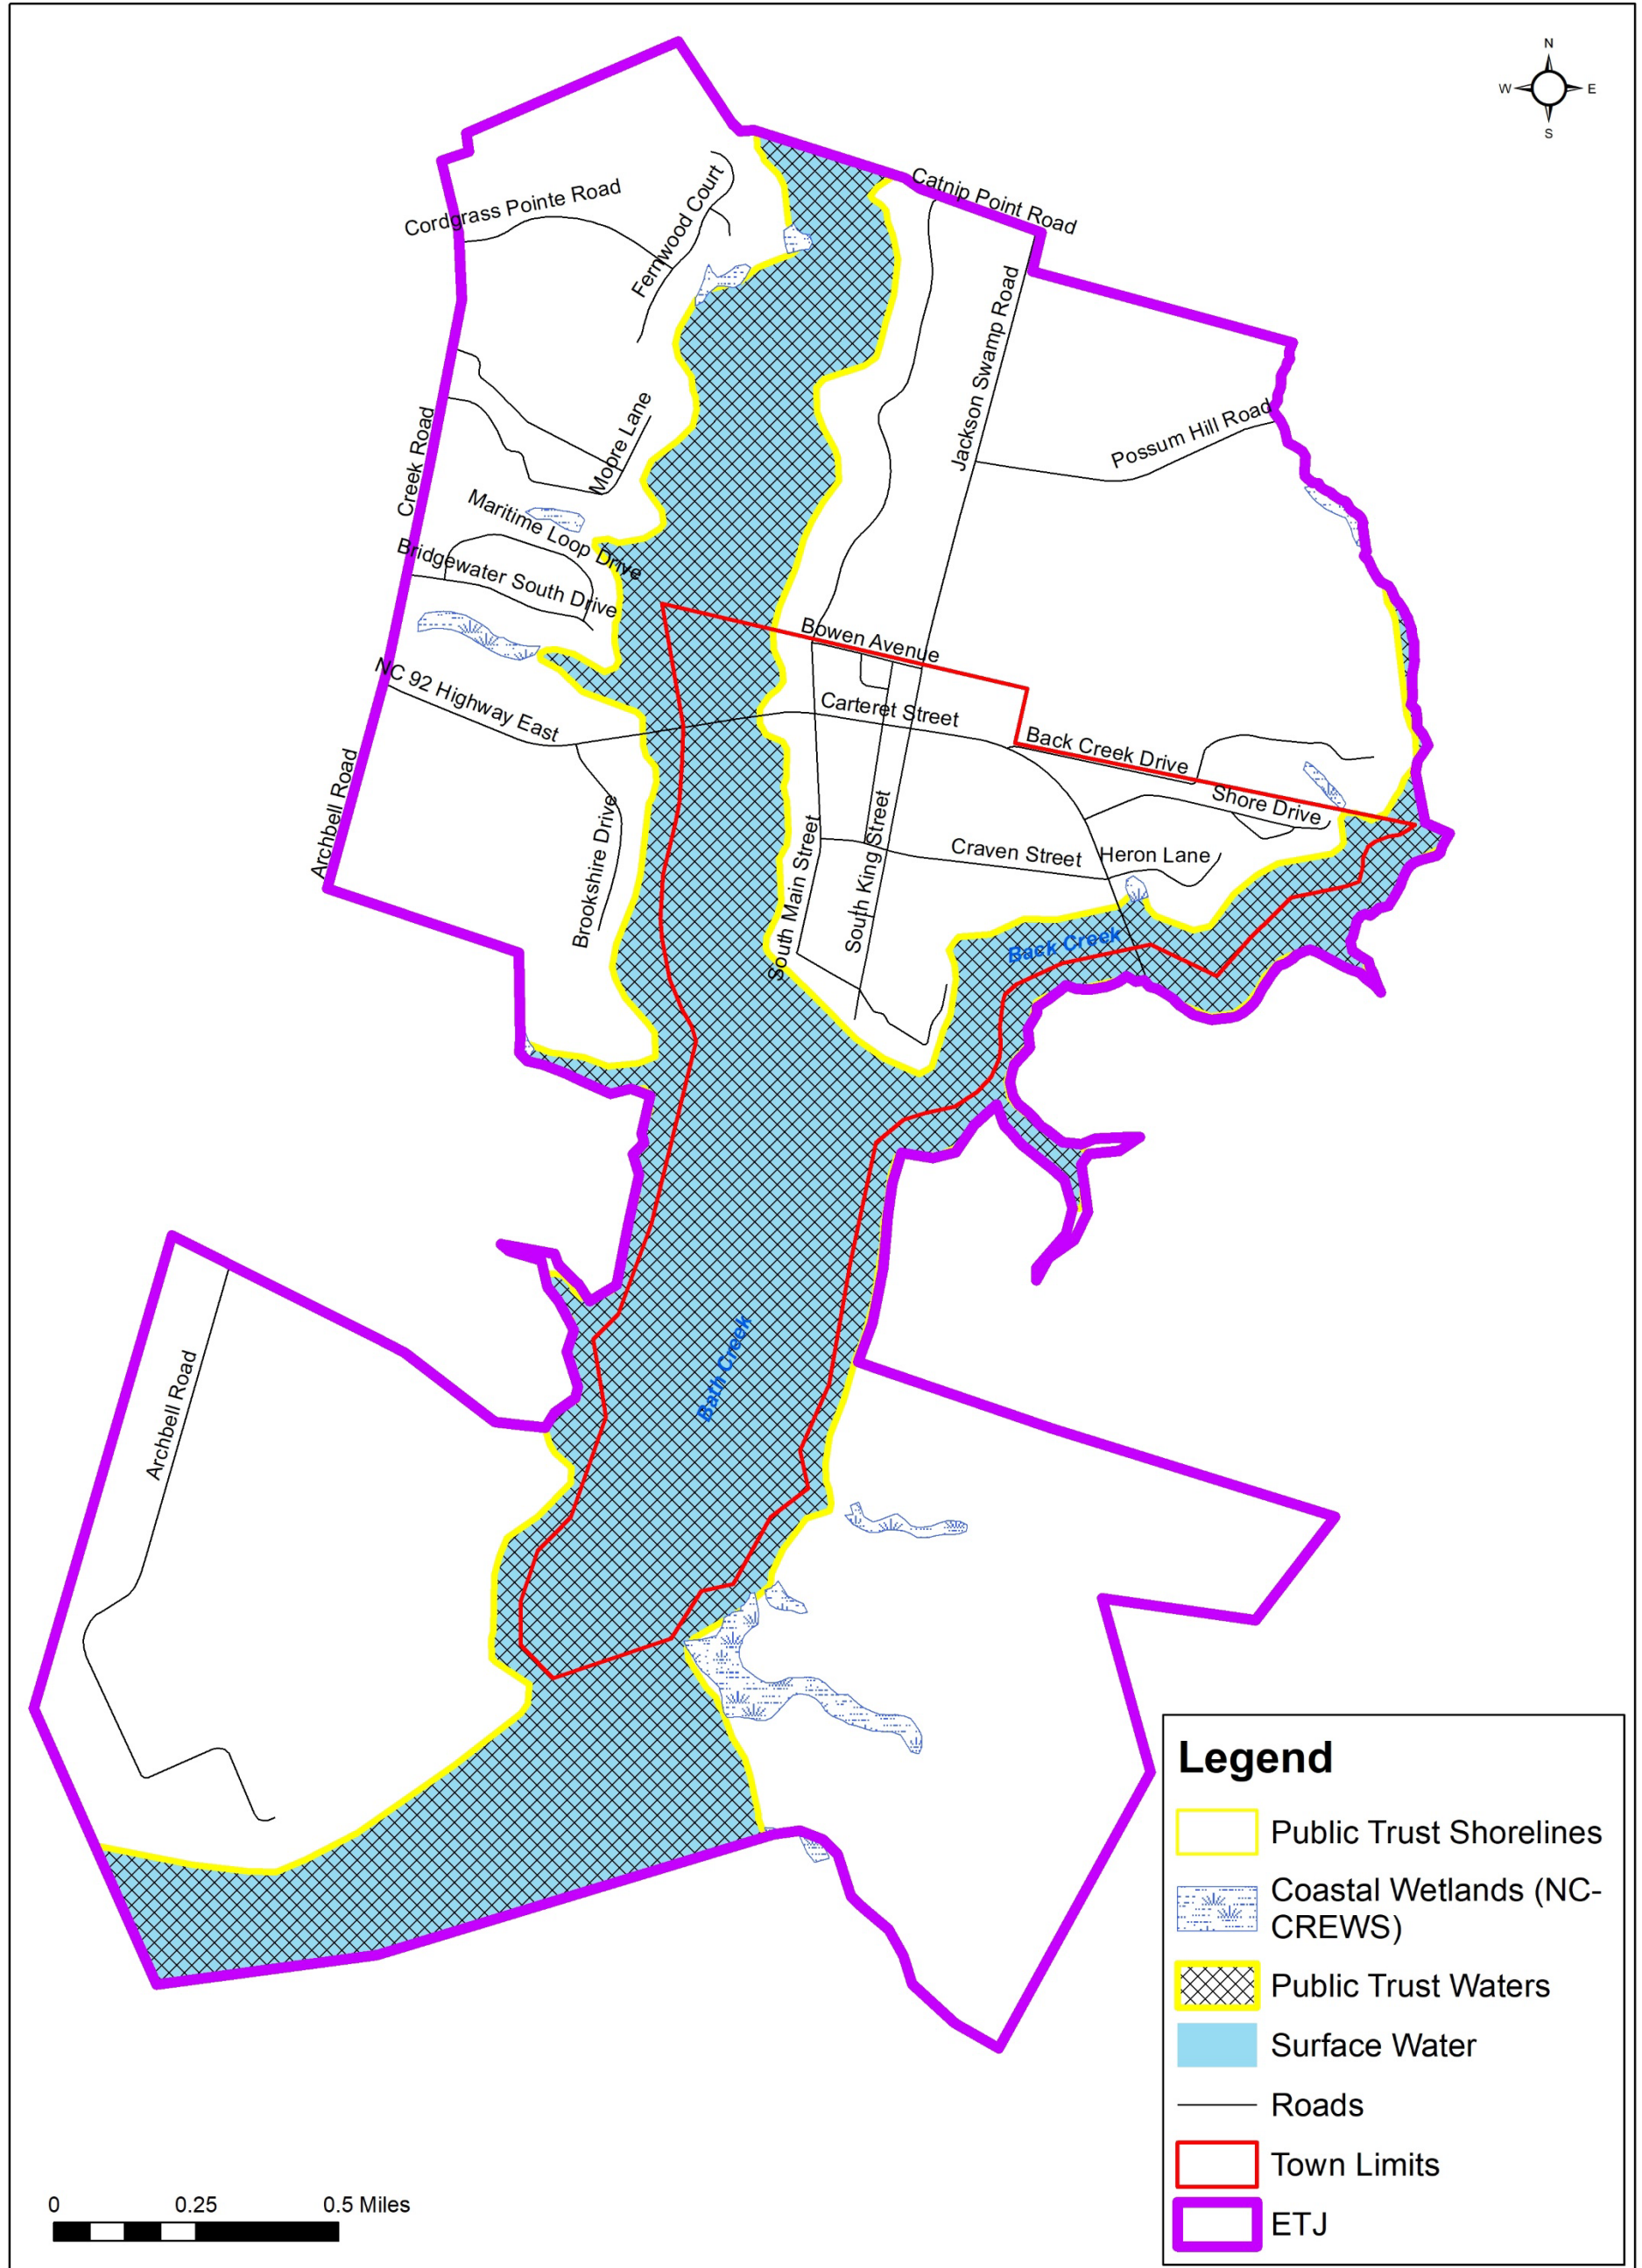 N
W E
S
Catnip Point Road
Cordgrass Pointe Road
Fernwood Court
Jackson Swamp Road
Possum Hill Road
Moore Lane
Creek Road
Maritime Loop Drive
Bridgewater South Drive
Bowen Avenue
NC 92 Highway East
Carteret Street
Back Creek Drive
Shore Drive
Archbell Road
Brookshire Drive
South Main Street
South King Street
Craven Street
Heron Lane
Back Creek
Bath Creek
Archbell Road
Legend
Public Trust Shorelines
Coastal Wetlands (NC-
CREWS)
Public Trust Waters
Surface Water
Roads
Town Limits
ETJ
0 0.25 0.5 Miles